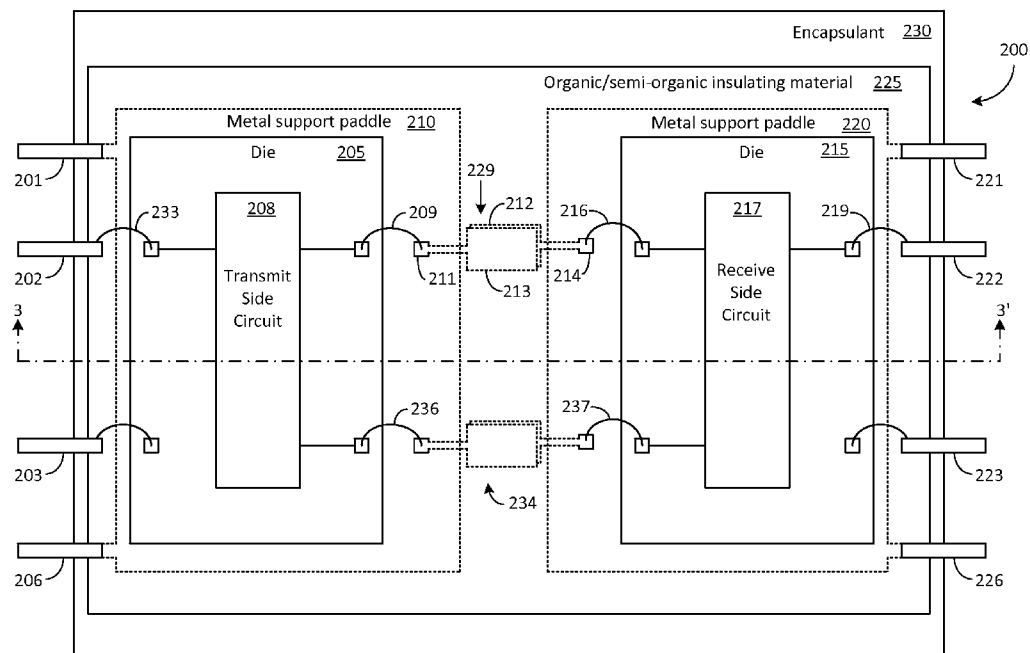 Encapsulant 230
200
Organic/semi-organic insulating material 225
Metal support paddle 210
Metal support paddle 220
Die 205
Die 215
201
221
229
233
208
209
212
216
217
219
202
211
213
214
222
Transmit
Side
Circuit
Receive
Side
Circuit
3
3'
236
237
203
234
223
206
226